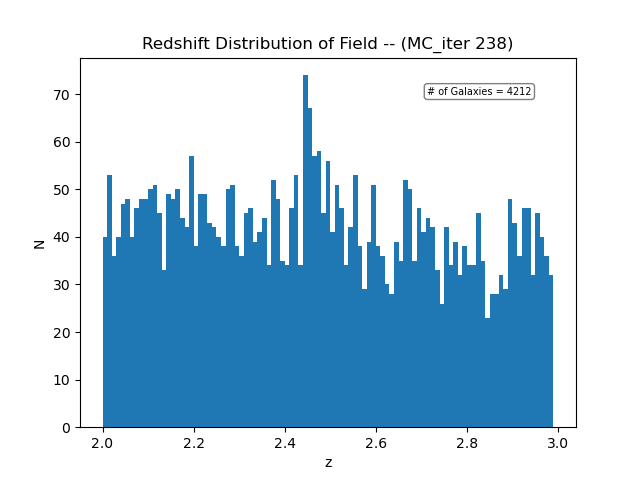 Redshift Distribution of Field -- (MC_iter 238)
# of Galaxies = 4212
70
60
50
40
30
20
10
0
N
2.0 2.2 2.4 2.6 2.8 3.0
z